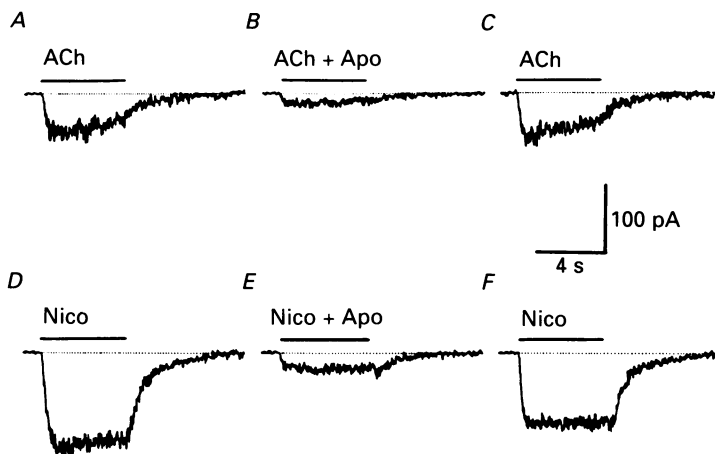 A
B
C
ACh
ACh + Apo
ACh
100 pA
4 s
D
E
F
Nico
Nico + Apo
Nico